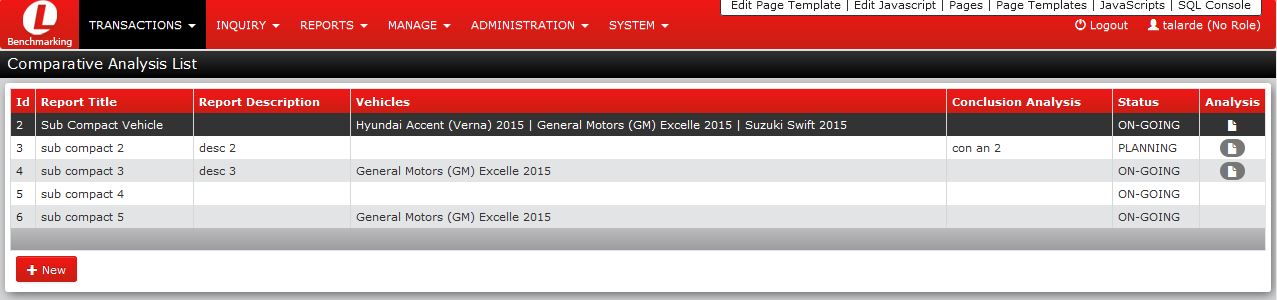 Edit Page Template | Edit Javascript | Pages | Page Templates | JavaScripts | SQL Console
L
Benchmarking
TRANSACTIONS INQUIRY REPORTS MANAGE ADMINISTRATION SYSTEM Logout talarde (No Role)
Comparative Analysis List
Id Report Title Report Description Vehicles Conclusion Analysis Status Analysis
2 Sub Compact Vehicle Hyundai Accent (Verna) 2015 | General Motors (GM) Excelle 2015 | Suzuki Swift 2015 ON-GOING
3 sub compact 2 desc 2 con an 2 PLANNING
4 sub compact 3 desc 3 General Motors (GM) Excelle 2015 ON-GOING
5 sub compact 4 ON-GOING
6 sub compact 5 General Motors (GM) Excelle 2015 ON-GOING
+ New